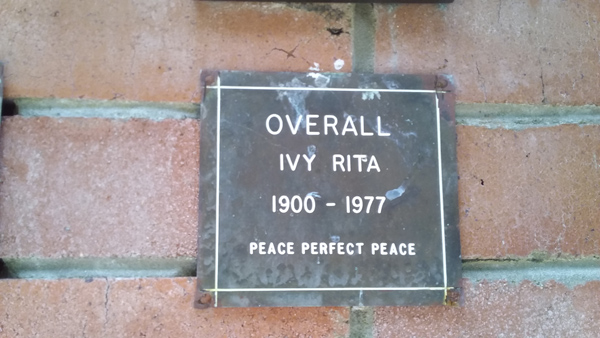 OVERALL
IVY RITA
1900 - 1977
PEACE PERFECT PEACE